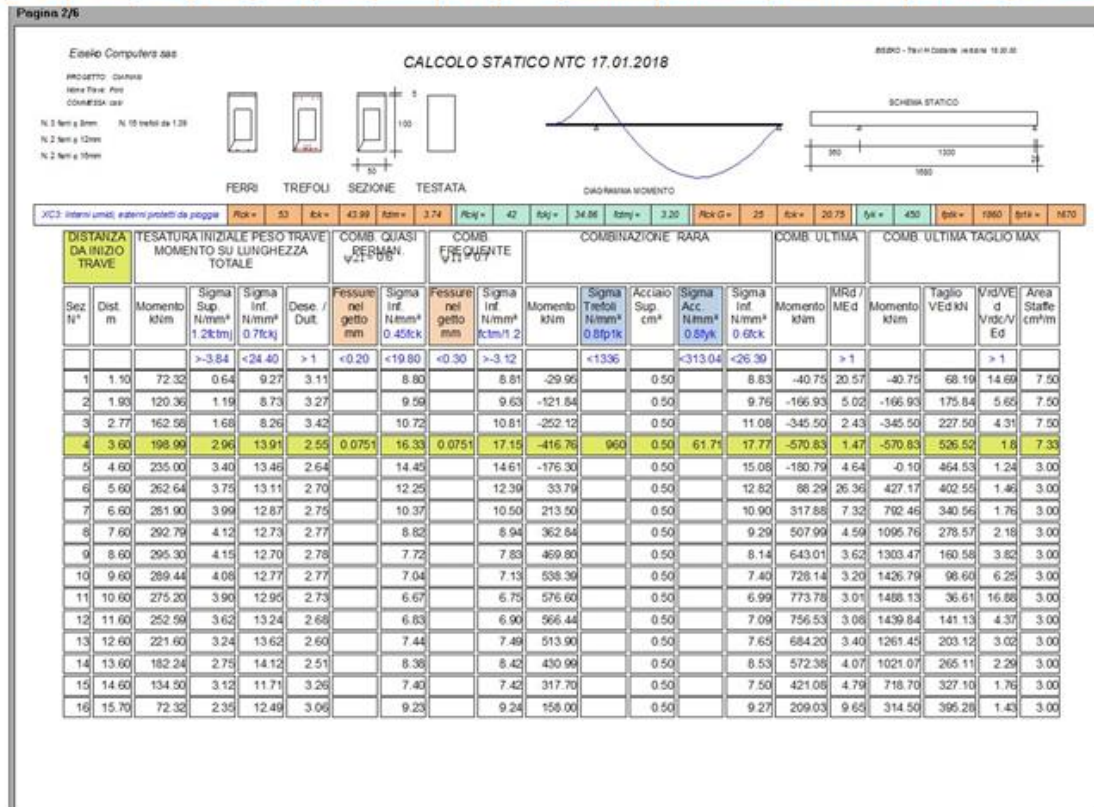 Pagina 2/6
Eiseko Computers sas
CALCOLO STATICO NTC 17.01.2018
PROGETTO:
Nome Trave:
COMMESSA:
N. 3 ferri ø 8mm N. 15 trefoli da 1.39
N. 2 ferri ø 12mm
N. 2 ferri ø 16mm
5
100
50
FERRI TREFOLI SEZIONE TESTATA
DIAGRAMMA MOMENTO
SCHEMA STATICO
360 1300
XC3: Interni umidi, esterni protetti da pioggia Rck = 53 fck = 43.99 fctm = 3.74 Rckj = 42 fckj = 34.86 fctmj = 3.20 Rck G = 25 fck = 20.75 fyk = 450 fptk = 1860 fp1k = 1670
DISTANZA DA INIZIO TRAVE TESATURA INIZIALE PESO TRAVE MOMENTO SU LUNGHEZZA TOTALE COMB. QUASI PERMAN. Ψ21= 0.6 COMB. FREQUENTE Ψ11= 0.7 COMBINAZIONE RARA COMB. ULTIMA COMB. ULTIMA TAGLIO MAX
Sez N° Dist. m Momento kNm Sigma Sup. N/mm² 1.2fctmj Sigma Inf. N/mm² 0.7fckj Dese. / Dult. Fessure nel getto mm Sigma Inf. N/mm² 0.45fck Fessure nel getto mm Sigma Inf. N/mm² fctm/1.2 Momento kNm Sigma Trefoli N/mm² 0.8fp1k Acciaio Sup. cm² Sigma Acc. N/mm² 0.8fyk Sigma Inf. N/mm² 0.6fck Momento kNm MRd / MEd Momento kNm Taglio VEd kN Vrd/VEd Vrdc/VEd Area Staffe cm²/m
>-3.84 <24.40 > 1 <0.20 <19.80 <0.30 >-3.12 <1336 <313.04 <26.39 > 1 > 1
1 1.10 72.32 0.64 9.27 3.11 8.80 8.81 -29.95 0.50 8.83 -40.75 20.57 -40.75 68.19 14.69 7.50
2 1.93 120.36 1.19 8.73 3.27 9.59 9.63 -121.84 0.50 9.76 -166.93 5.02 -166.93 175.84 5.65 7.50
3 2.77 162.58 1.68 8.26 3.42 10.72 10.81 -252.12 0.50 11.08 -345.50 2.43 -345.50 227.50 4.31 7.50
4 3.60 198.99 2.96 13.91 2.55 0.0751 16.33 0.0751 17.15 -416.76 960 0.50 61.71 17.77 -570.83 1.47 -570.83 526.52 1.8 7.33
5 4.60 235.00 3.40 13.46 2.64 14.45 14.61 -176.30 0.50 15.08 -180.79 4.64 -0.10 464.53 1.24 3.00
6 5.60 262.64 3.75 13.11 2.70 12.25 12.39 33.79 0.50 12.82 88.29 26.36 427.17 402.55 1.46 3.00
7 6.60 281.90 3.99 12.87 2.75 10.37 10.50 213.50 0.50 10.90 317.88 7.32 792.46 340.56 1.76 3.00
8 7.60 292.79 4.12 12.73 2.77 8.82 8.94 362.84 0.50 9.29 507.99 4.59 1095.76 278.57 2.18 3.00
9 8.60 295.30 4.15 12.70 2.78 7.72 7.83 469.80 0.50 8.14 643.01 3.62 1303.47 160.58 3.82 3.00
10 9.60 289.44 4.08 12.77 2.77 7.04 7.13 538.39 0.50 7.40 728.14 3.20 1426.79 98.60 6.25 3.00
11 10.60 275.20 3.90 12.95 2.73 6.67 6.75 576.60 0.50 6.99 773.78 3.01 1488.13 36.61 16.88 3.00
12 11.60 252.59 3.62 13.24 2.68 6.83 6.90 566.44 0.50 7.09 756.53 3.08 1439.84 141.13 4.37 3.00
13 12.60 221.60 3.24 13.62 2.60 7.44 7.49 513.90 0.50 7.65 684.20 3.40 1261.45 203.12 3.02 3.00
14 13.60 182.24 2.75 14.12 2.51 8.38 8.42 430.99 0.50 8.53 572.38 4.07 1021.07 265.11 2.29 3.00
15 14.60 134.50 3.12 11.71 3.26 7.40 7.42 317.70 0.50 7.50 421.08 4.79 718.70 327.10 1.76 3.00
16 15.70 72.32 2.35 12.49 3.06 9.23 9.24 158.00 0.50 9.27 209.03 9.65 314.50 395.28 1.43 3.00